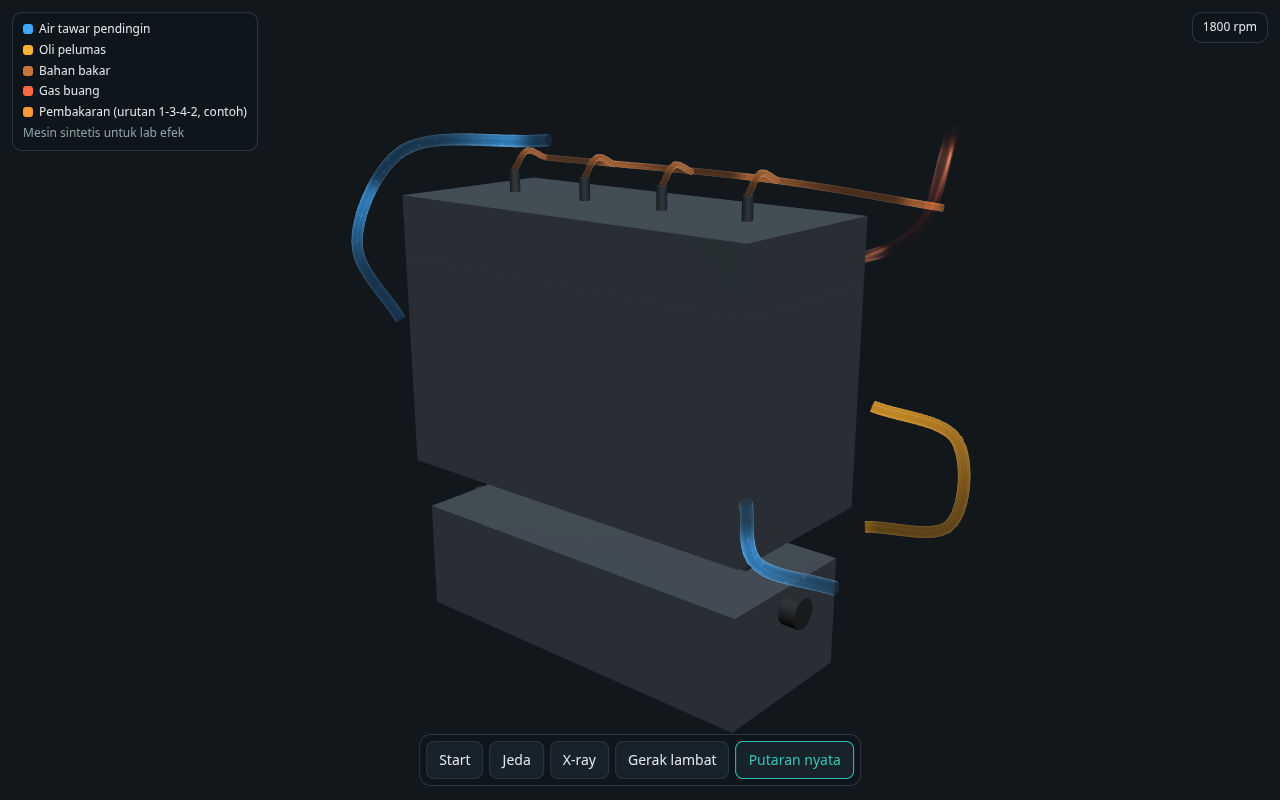 Air tawar pendingin
Oli pelumas
Bahan bakar
Gas buang
Pembakaran (urutan 1-3-4-2, contoh)
Mesin sintetis untuk lab efek
1800 rpm
Start
Jeda
X-ray
Gerak lambat
Putaran nyata